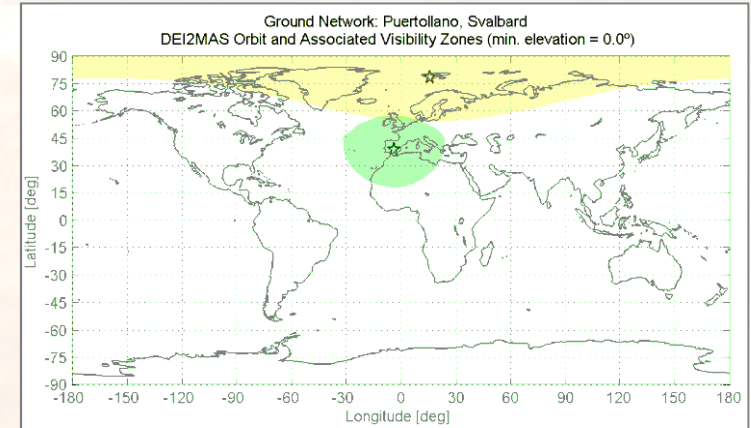 Ground Network: Puertollano, Svalbard
DEI2MAS Orbit and Associated Visibility Zones (min. elevation = 0.0º)
90
75
60
45
30
15
0
-15
-30
-45
-60
-75
-90
Latitude [deg]
-180 -150 -120 -90 -60 -30 0 30 60 90 120 150 180
Longitude [deg]